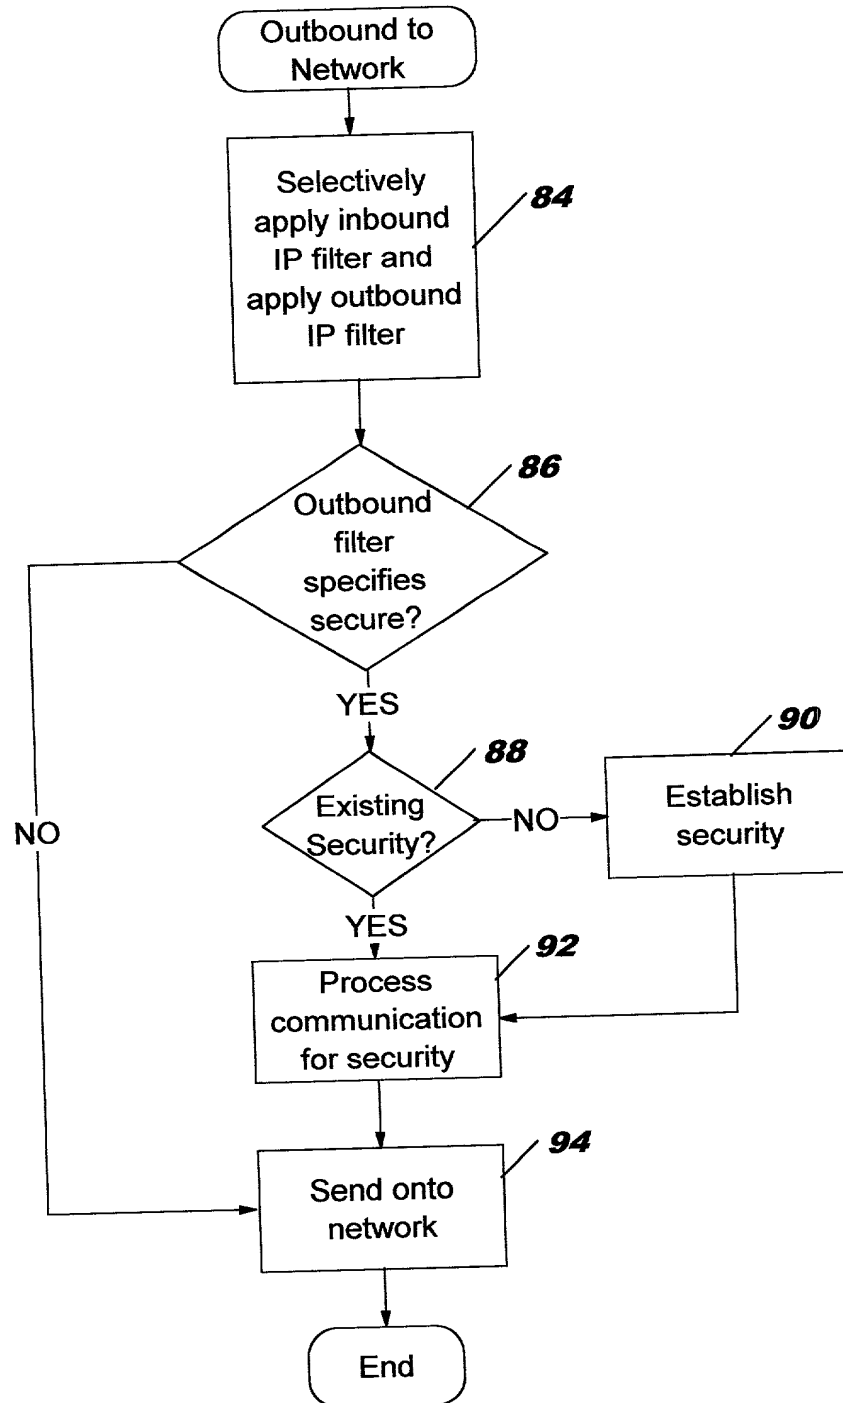 Outbound to
Network
Selectively
apply inbound
IP filter and
apply outbound
IP filter
84
Outbound
filter
specifies
secure?
86
YES
NO
Existing
Security?
88
NO
Establish
security
90
YES
Process
communication
for security
92
Send onto
network
94
End